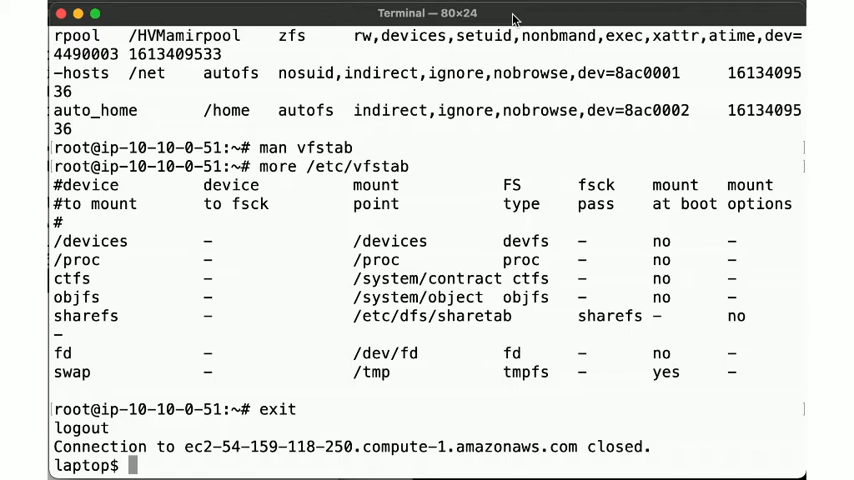 Terminal — 80×24
rpool   /HVMamirpool    zfs     rw,devices,setuid,nonbmand,exec,xattr,atime,dev=
4490003 1613409533
-hosts  /net    autofs  nosuid,indirect,ignore,nobrowse,dev=8ac0001     16134095
36
auto_home       /home   autofs  indirect,ignore,nobrowse,dev=8ac0002    16134095
36
[root@ip-10-10-0-51:~# man vfstab ]
[root@ip-10-10-0-51:~# more /etc/vfstab ]
#device         device          mount           FS      fsck    mount   mount
#to mount       to fsck         point           type    pass    at boot options
#
/devices        -               /devices        devfs   -       no      -
/proc           -               /proc           proc    -       no      -
ctfs            -               /system/contract ctfs   -       no      -
objfs           -               /system/object  objfs   -       no      -
sharefs         -               /etc/dfs/sharetab       sharefs -       no
-
fd              -               /dev/fd         fd      -       no      -
swap            -               /tmp            tmpfs   -       yes     -
[root@ip-10-10-0-51:~# exit ]
logout
Connection to ec2-54-159-118-250.compute-1.amazonaws.com closed.
laptop$